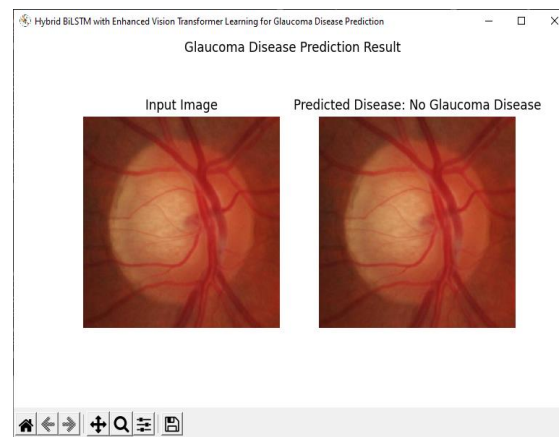 Hybrid BiLSTM with Enhanced Vision Transformer Learning for Glaucoma Disease Prediction
Glaucoma Disease Prediction Result
Input Image
Predicted Disease: No Glaucoma Disease